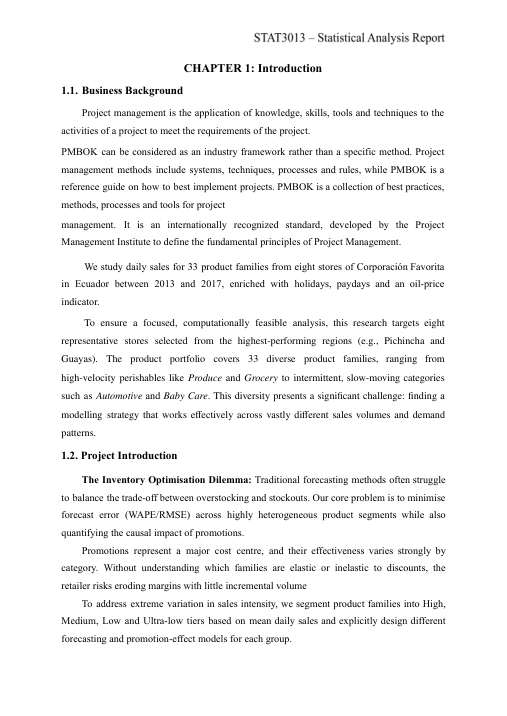 STAT3013 – Statistical Analysis Report
CHAPTER 1: Introduction
1.1. Business Background
Project management is the application of knowledge, skills, tools and techniques to the
activities of a project to meet the requirements of the project.
PMBOK can be considered as an industry framework rather than a specific method. Project
management methods include systems, techniques, processes and rules, while PMBOK is a
reference guide on how to best implement projects. PMBOK is a collection of best practices,
methods, processes and tools for project
management. It is an internationally recognized standard, developed by the Project
Management Institute to define the fundamental principles of Project Management.
We study daily sales for 33 product families from eight stores of Corporación Favorita
in Ecuador between 2013 and 2017, enriched with holidays, paydays and an oil-price
indicator.
To ensure a focused, computationally feasible analysis, this research targets eight
representative stores selected from the highest-performing regions (e.g., Pichincha and
Guayas). The product portfolio covers 33 diverse product families, ranging from
high-velocity perishables like Produce and Grocery to intermittent, slow-moving categories
such as Automotive and Baby Care. This diversity presents a significant challenge: finding a
modelling strategy that works effectively across vastly different sales volumes and demand
patterns.
1.2. Project Introduction
The Inventory Optimisation Dilemma: Traditional forecasting methods often struggle
to balance the trade-off between overstocking and stockouts. Our core problem is to minimise
forecast error (WAPE/RMSE) across highly heterogeneous product segments while also
quantifying the causal impact of promotions.
Promotions represent a major cost centre, and their effectiveness varies strongly by
category. Without understanding which families are elastic or inelastic to discounts, the
retailer risks eroding margins with little incremental volume
To address extreme variation in sales intensity, we segment product families into High,
Medium, Low and Ultra-low tiers based on mean daily sales and explicitly design different
forecasting and promotion-effect models for each group.